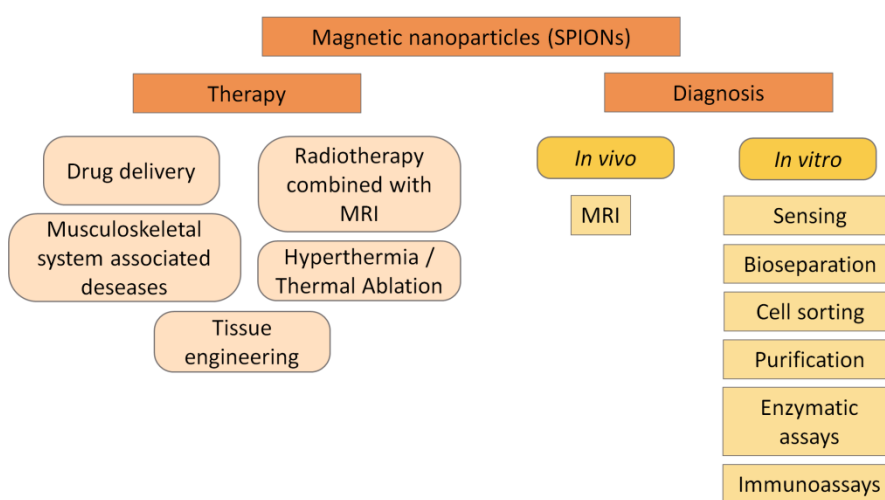 Magnetic nanoparticles (SPIONs)
Therapy
Diagnosis
Drug delivery
Radiotherapy
combined with
MRI
Musculoskeletal
system associated
deseases
Hyperthermia /
Thermal Ablation
Tissue
engineering
In vivo
MRI
In vitro
Sensing
Bioseparation
Cell sorting
Purification
Enzymatic
assays
Immunoassays